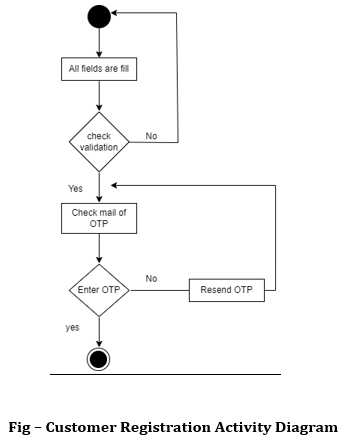 All fields are fill
check
validation
No
Yes
Check mail of
OTP
Enter OTP
No
Resend OTP
yes
Fig – Customer Registration Activity Diagram